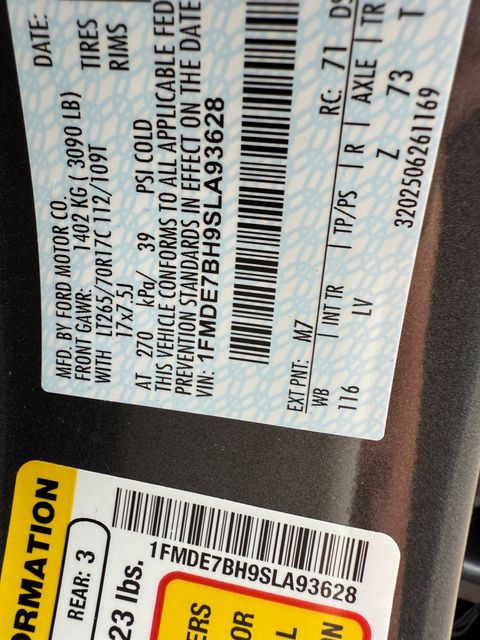 MFD. BY FORD MOTOR CO.
DATE:
FRONT GAWR: 1402 KG ( 3090 LB)
WITH LT265/70R17C 112/109T TIRES
17x7.5J RIMS
AT 270 kPa/ 39 PSI COLD
THIS VEHICLE CONFORMS TO ALL APPLICABLE FED
PREVENTION STANDARDS IN EFFECT ON THE DATE
VIN: 1FMDE7BH9SLA93628
EXT PNT: M7 RC: 71 DS
WB | INT TR | TP/PS | R | AXLE | TR
116 LV Z 73 T
3202506261169
ORMATION
REAR: 3
23 lbs.
1FMDE7BH9SLA93628
ERS
OR
L
N